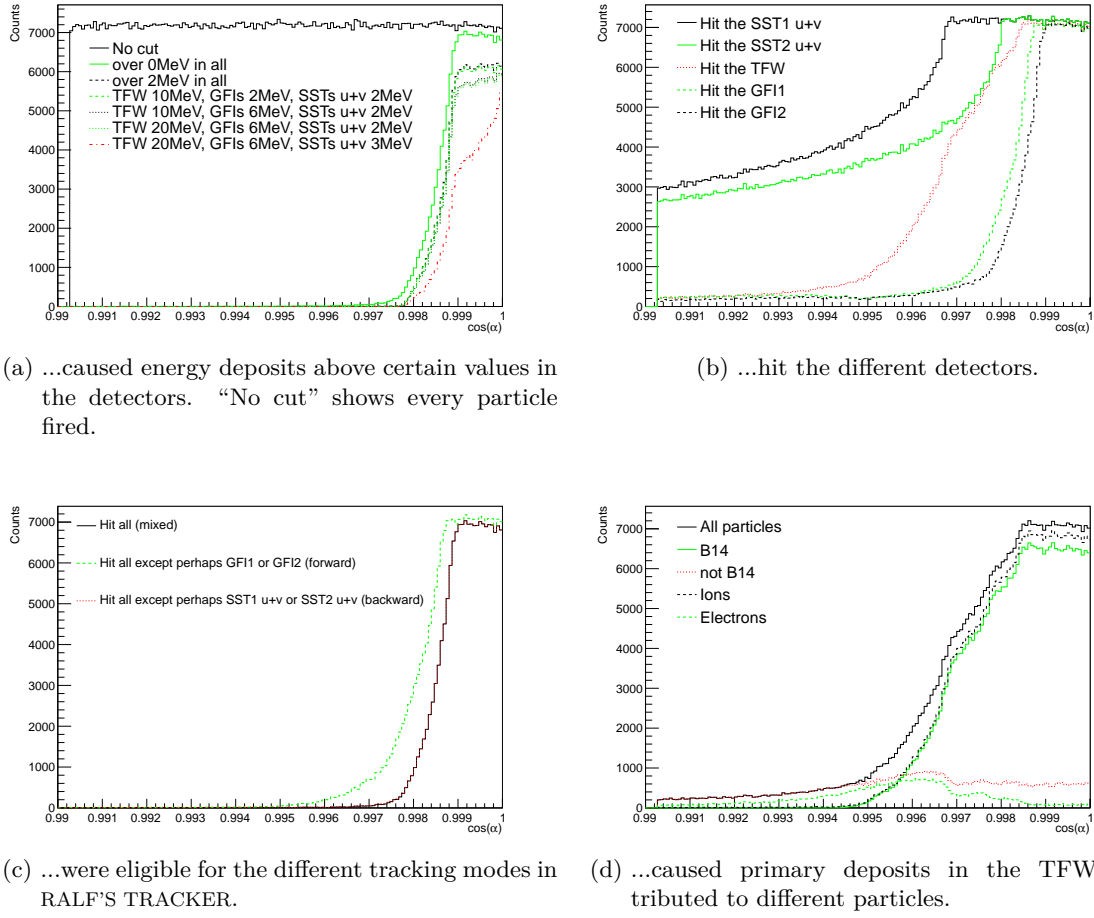 Counts
7000
6000
5000
4000
3000
2000
1000
0
No cut
over 0MeV in all
over 2MeV in all
TFW 10MeV, GFIs 2MeV, SSTs u+v 2MeV
TFW 10MeV, GFIs 6MeV, SSTs u+v 2MeV
TFW 20MeV, GFIs 6MeV, SSTs u+v 2MeV
TFW 20MeV, GFIs 6MeV, SSTs u+v 3MeV
0.99 0.991 0.992 0.993 0.994 0.995 0.996 0.997 0.998 0.999 1
cos(α)
(a) ...caused energy deposits above certain values in
the detectors. “No cut” shows every particle
fired.
Counts
7000
6000
5000
4000
3000
2000
1000
0
Hit the SST1 u+v
Hit the SST2 u+v
Hit the TFW
Hit the GFI1
Hit the GFI2
0.99 0.991 0.992 0.993 0.994 0.995 0.996 0.997 0.998 0.999 1
cos(α)
(b) ...hit the different detectors.
Counts
7000
6000
5000
4000
3000
2000
1000
0
Hit all (mixed)
Hit all except perhaps GFI1 or GFI2 (forward)
Hit all except perhaps SST1 u+v or SST2 u+v (backward)
0.99 0.991 0.992 0.993 0.994 0.995 0.996 0.997 0.998 0.999 1
cos(α)
(c) ...were eligible for the different tracking modes in
RALF'S TRACKER.
Counts
7000
6000
5000
4000
3000
2000
1000
0
All particles
B14
not B14
Ions
Electrons
0.99 0.991 0.992 0.993 0.994 0.995 0.996 0.997 0.998 0.999 1
cos(α)
(d) ...caused primary deposits in the TFW
tributed to different particles.